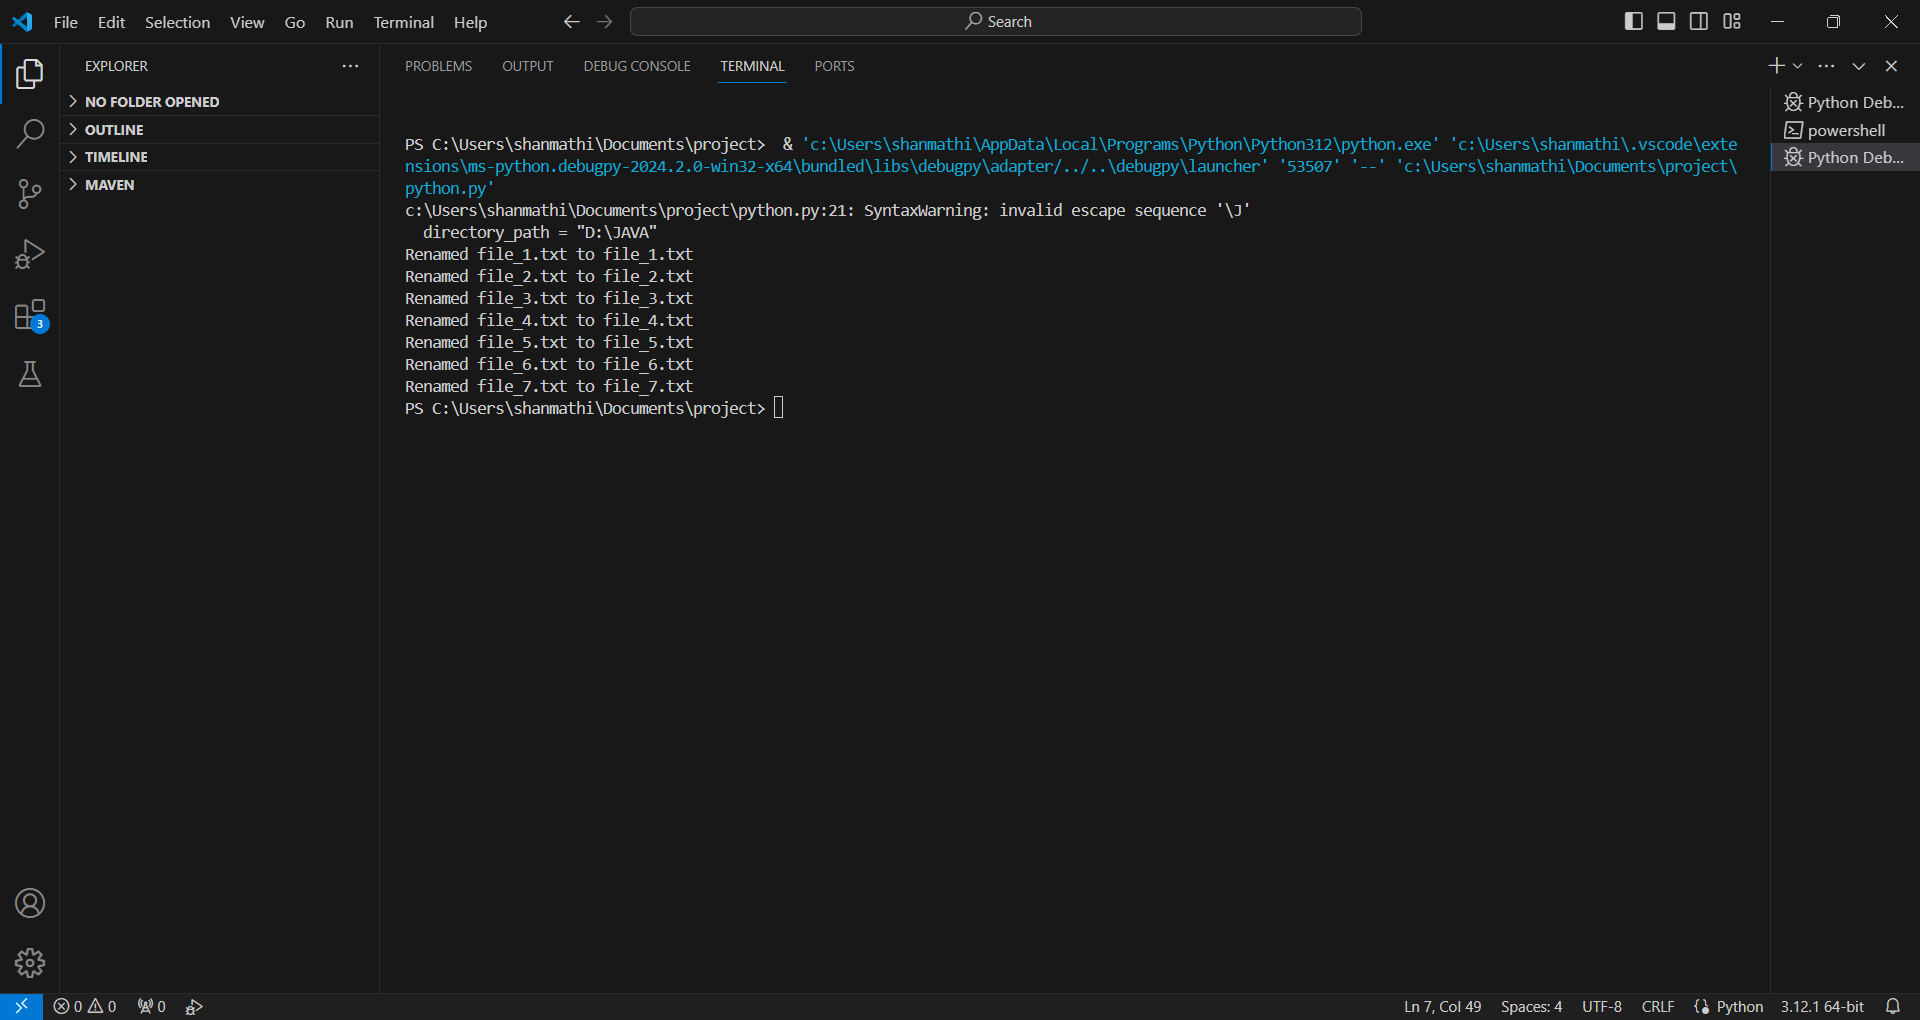 File Edit Selection View Go Run Terminal Help
Search
EXPLORER
NO FOLDER OPENED
OUTLINE
TIMELINE
MAVEN
3
PROBLEMS OUTPUT DEBUG CONSOLE TERMINAL PORTS
PS C:\Users\shanmathi\Documents\project>  & 'c:\Users\shanmathi\AppData\Local\Programs\Python\Python312\python.exe' 'c:\Users\shanmathi\.vscode\exte
nsions\ms-python.debugpy-2024.2.0-win32-x64\bundled\libs\debugpy\adapter/../..\debugpy\launcher' '53507' '--' 'c:\Users\shanmathi\Documents\project\
python.py'
c:\Users\shanmathi\Documents\project\python.py:21: SyntaxWarning: invalid escape sequence '\J'
  directory_path = "D:\JAVA"
Renamed file_1.txt to file_1.txt
Renamed file_2.txt to file_2.txt
Renamed file_3.txt to file_3.txt
Renamed file_4.txt to file_4.txt
Renamed file_5.txt to file_5.txt
Renamed file_6.txt to file_6.txt
Renamed file_7.txt to file_7.txt
PS C:\Users\shanmathi\Documents\project>
Python Deb...
powershell
Python Deb...
0 0 0
Ln 7, Col 49 Spaces: 4 UTF-8 CRLF Python 3.12.1 64-bit